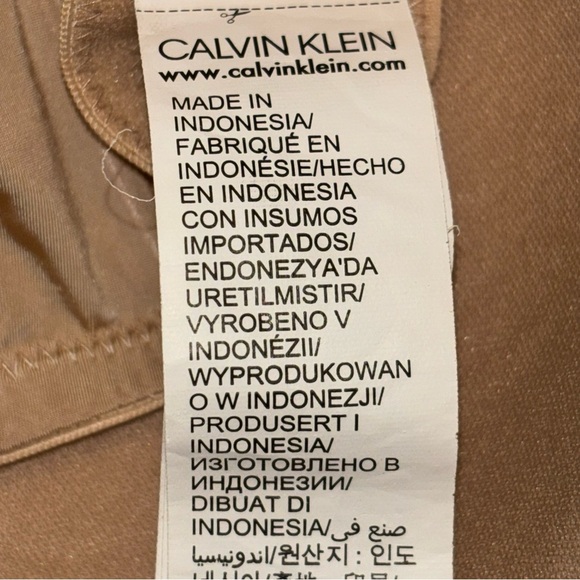 CALVIN KLEIN
www.calvinklein.com
MADE IN
INDONESIA/
FABRIQUÉ EN
INDONÉSIE/HECHO
EN INDONESIA
CON INSUMOS
IMPORTADOS/
ENDONEZYA'DA
URETILMISTIR/
VYROBENO V
INDONÉZII/
WYPRODUKOWAN
O W INDONEZJI/
PRODUSERT I
INDONESIA/
ИЗГОТОВЛЕНО В
ИНДОНЕЗИИ/
DIBUAT DI
INDONESIA/صنع في
اندونيسيا/원산지 : 인도